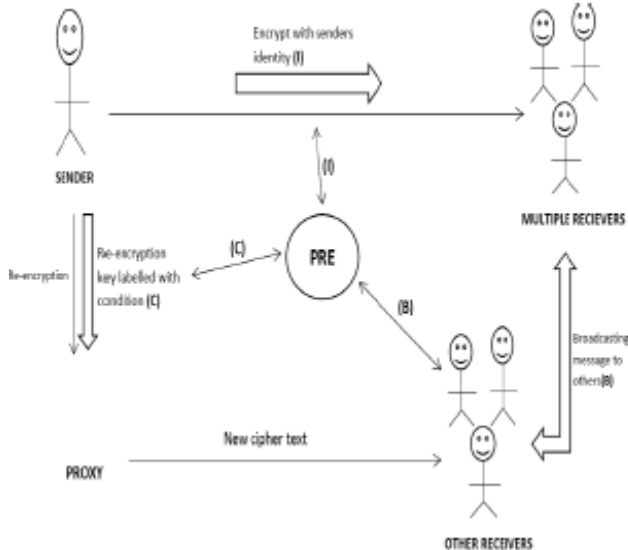 Encrypt with senders
identity (I)
SENDER
MULTIPLE RECIEVERS
(I)
PRE
(C)
Re-encryption
Re-encryption
key labelled with
condition (C)
(B)
Broadcasting
message to
others(B)
New cipher text
PROXY
OTHER RECEIVERS